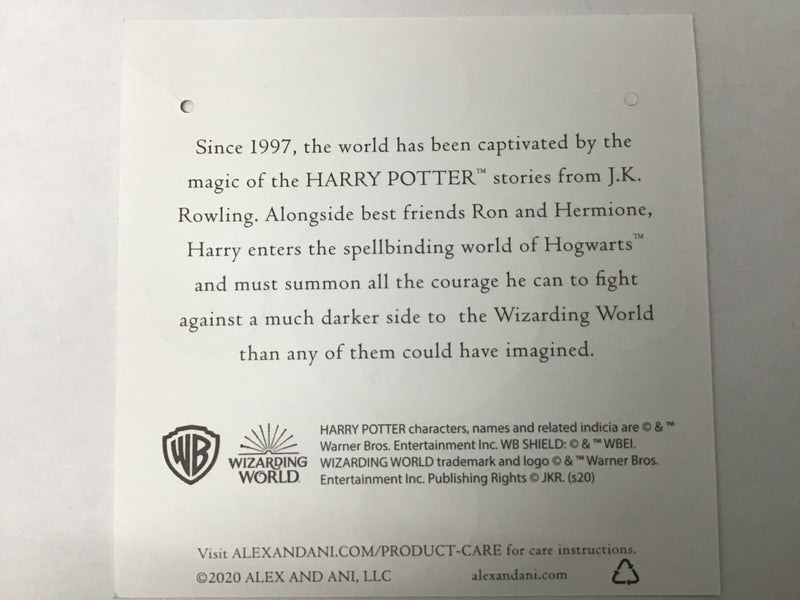 Since 1997, the world has been captivated by the
magic of the HARRY POTTER™ stories from J.K.
Rowling. Alongside best friends Ron and Hermione,
Harry enters the spellbinding world of Hogwarts™
and must summon all the courage he can to fight
against a much darker side to the Wizarding World
than any of them could have imagined.
WB
WIZARDING
WORLD
HARRY POTTER characters, names and related indicia are © & ™
Warner Bros. Entertainment Inc. WB SHIELD: © & ™ WBEI.
WIZARDING WORLD trademark and logo © & ™ Warner Bros.
Entertainment Inc. Publishing Rights © JKR. (s20)
Visit ALEXANDANI.COM/PRODUCT-CARE for care instructions.
©2020 ALEX AND ANI, LLC alexandani.com